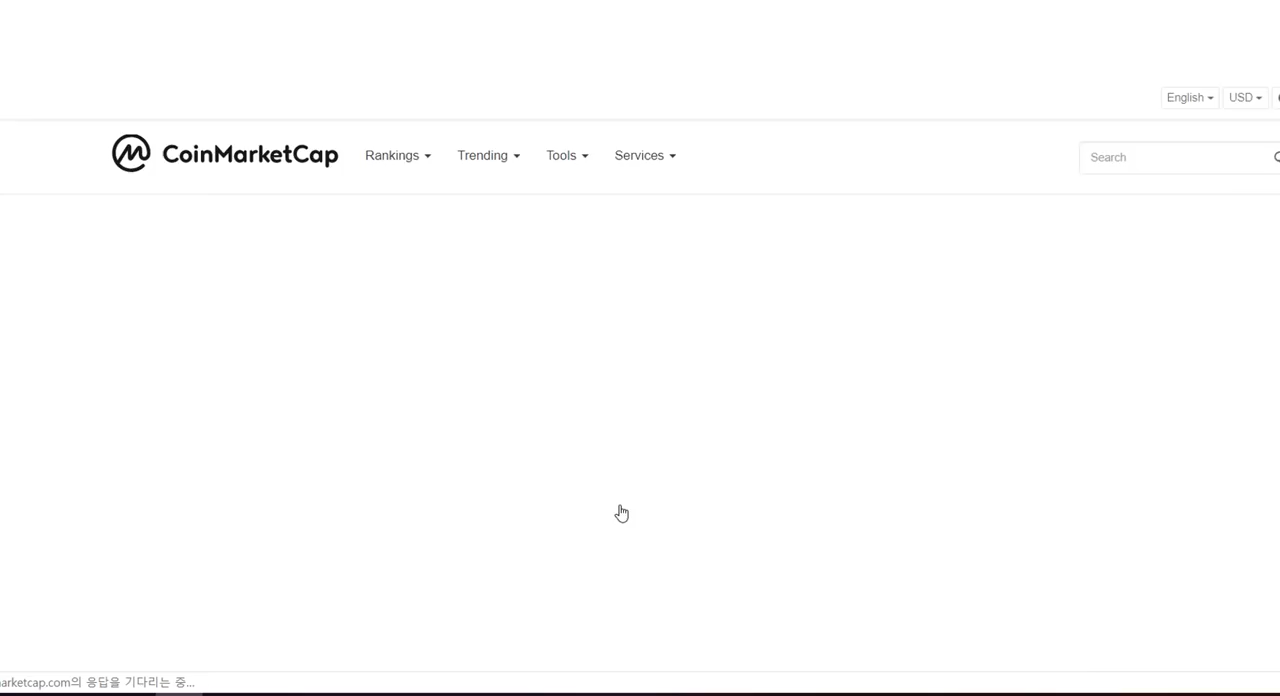 English USD
CoinMarketCap Rankings Trending Tools Services Search
arketcap.com의 응답을 기다리는 중...